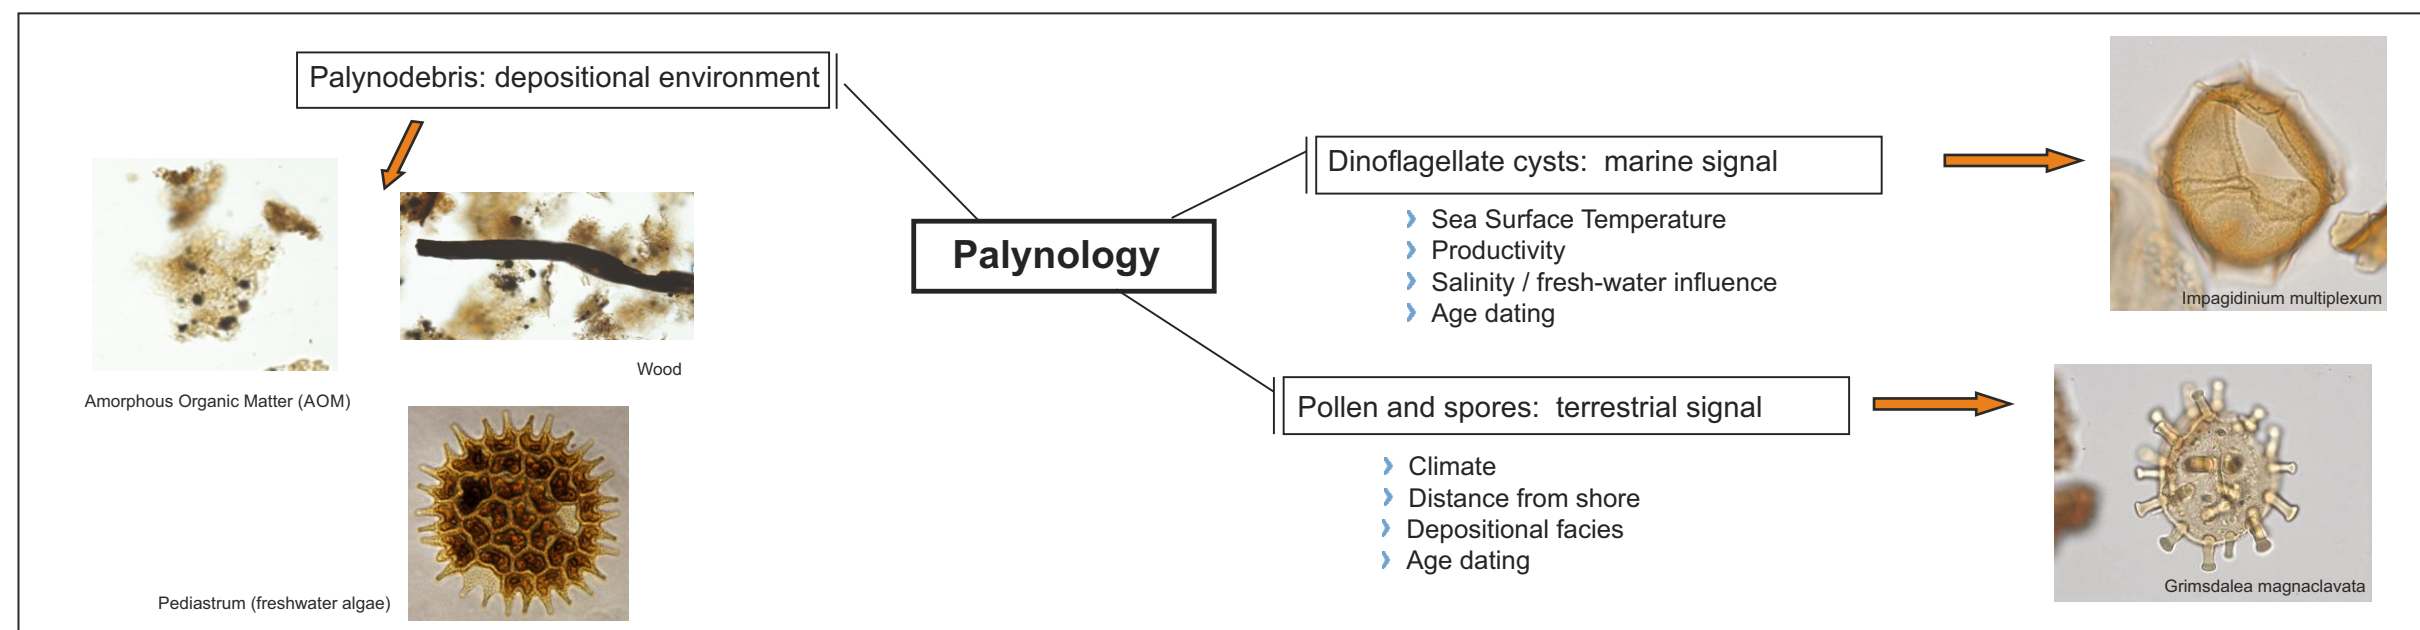 Palynodebris: depositional environment
Amorphous Organic Matter (AOM)
Wood
Pediastrum (freshwater algae)
Palynology
Dinoflagellate cysts: marine signal
Sea Surface Temperature
Productivity
Salinity / fresh-water influence
Age dating
Impagidinium multiplexum
Pollen and spores: terrestrial signal
Climate
Distance from shore
Depositional facies
Age dating
Grimsdalea magnaclavata